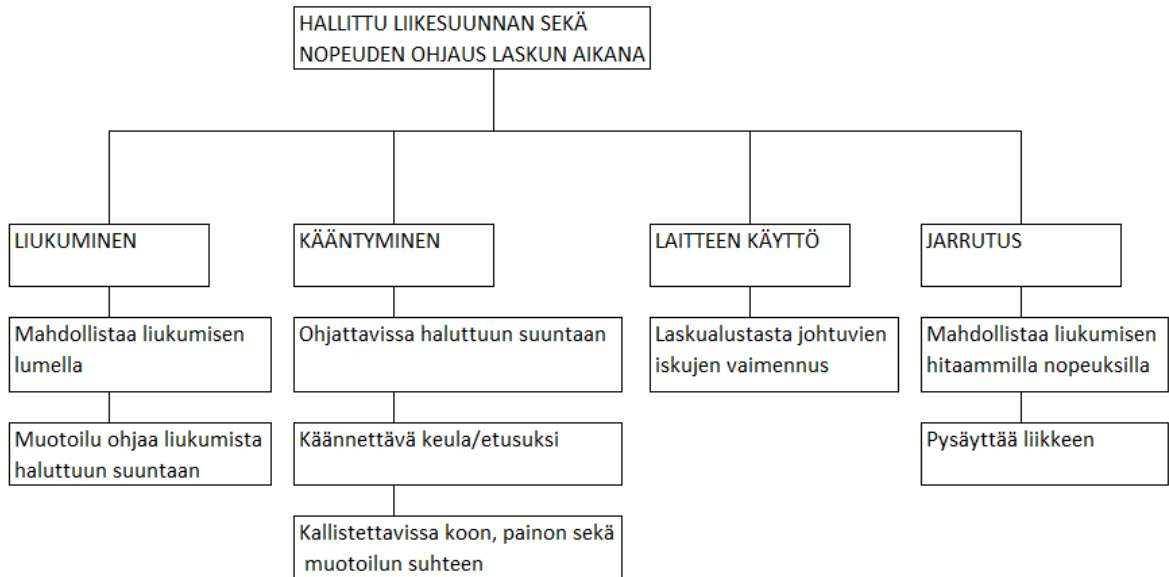 HALLITTU LIIKESUUNNAN SEKÄ
NOPEUDEN OHJAUS LASKUN AIKANA
LIUKUMINEN
KÄÄNTYMINEN
LAITTEEN KÄYTTÖ
JARRUTUS
Mahdollistaa liukumisen
lumella
Ohjattavissa haluttuun suuntaan
Laskualustasta johtuvien
iskujen vaimennus
Mahdollistaa liukumisen
hitaammilla nopeuksilla
Muotoilu ohjaa liukumista
haluttuun suuntaan
Käännettävä keula/etusuksi
Pysäyttää liikkeen
Kallistettavissa koon, painon sekä
muotoilun suhteen